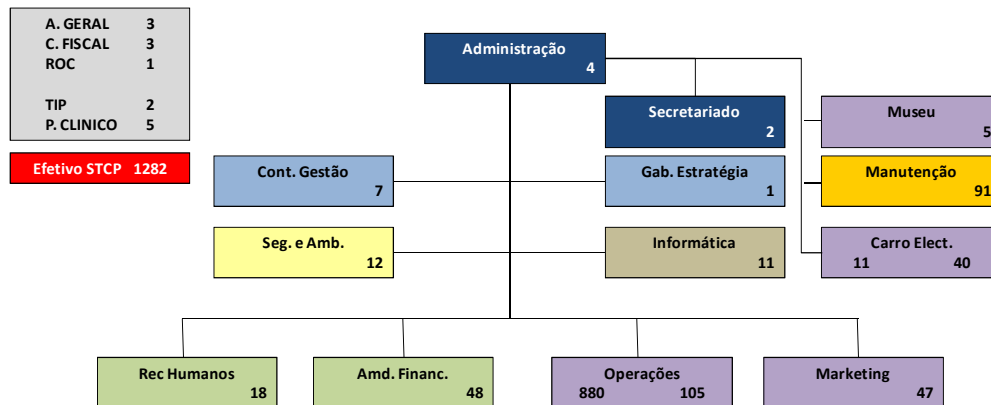 A. GERAL 3
C. FISCAL 3
ROC 1
TIP 2
P. CLINICO 5
Efetivo STCP 1282
Administração
4
Secretariado
2
Museu
5
Cont. Gestão
7
Gab. Estratégia
1
Manutenção
91
Seg. e Amb.
12
Informática
11
Carro Elect.
11 40
Rec Humanos
18
Amd. Financ.
48
Operações
880 105
Marketing
47